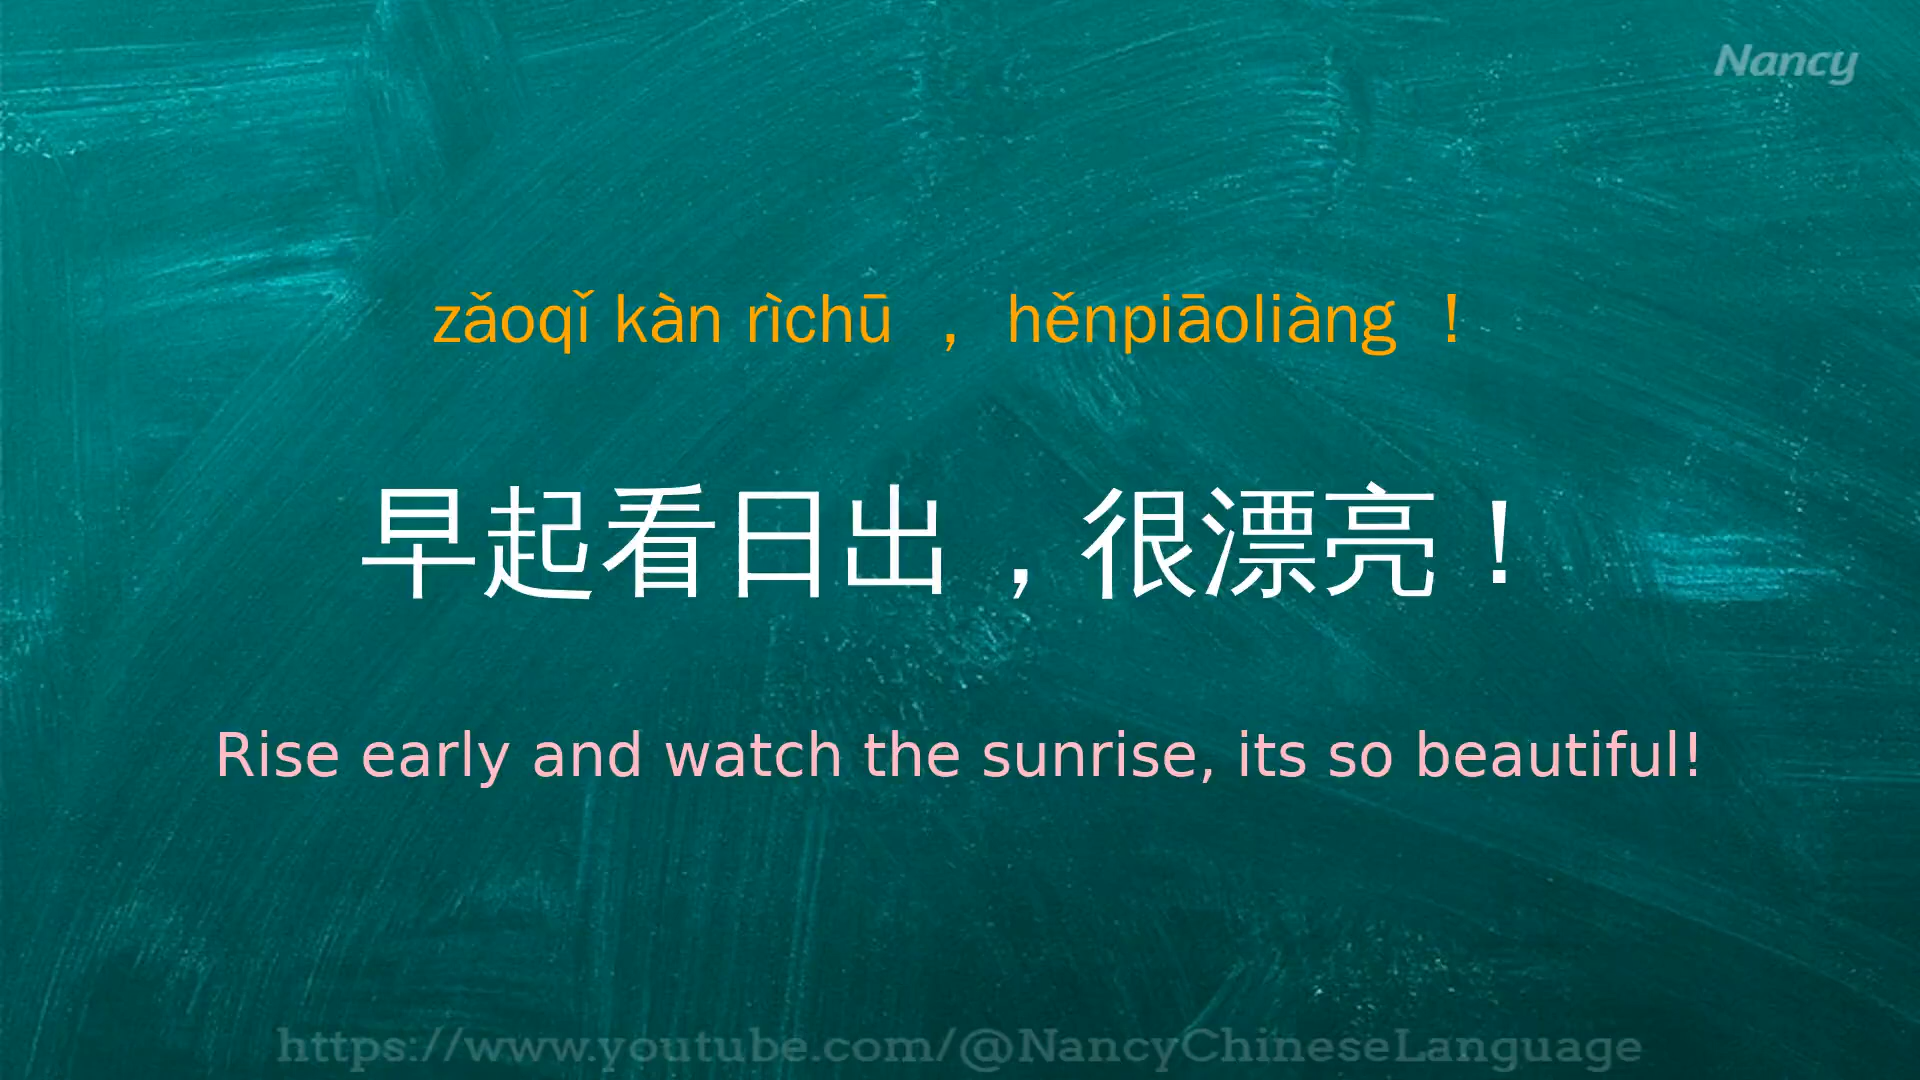 Nancy
zǎoqǐ kàn rìchū ， hěnpiāoliàng ！
早起看日出，很漂亮！
Rise early and watch the sunrise, its so beautiful!
https://www.youtube.com/@NancyChineseLanguage